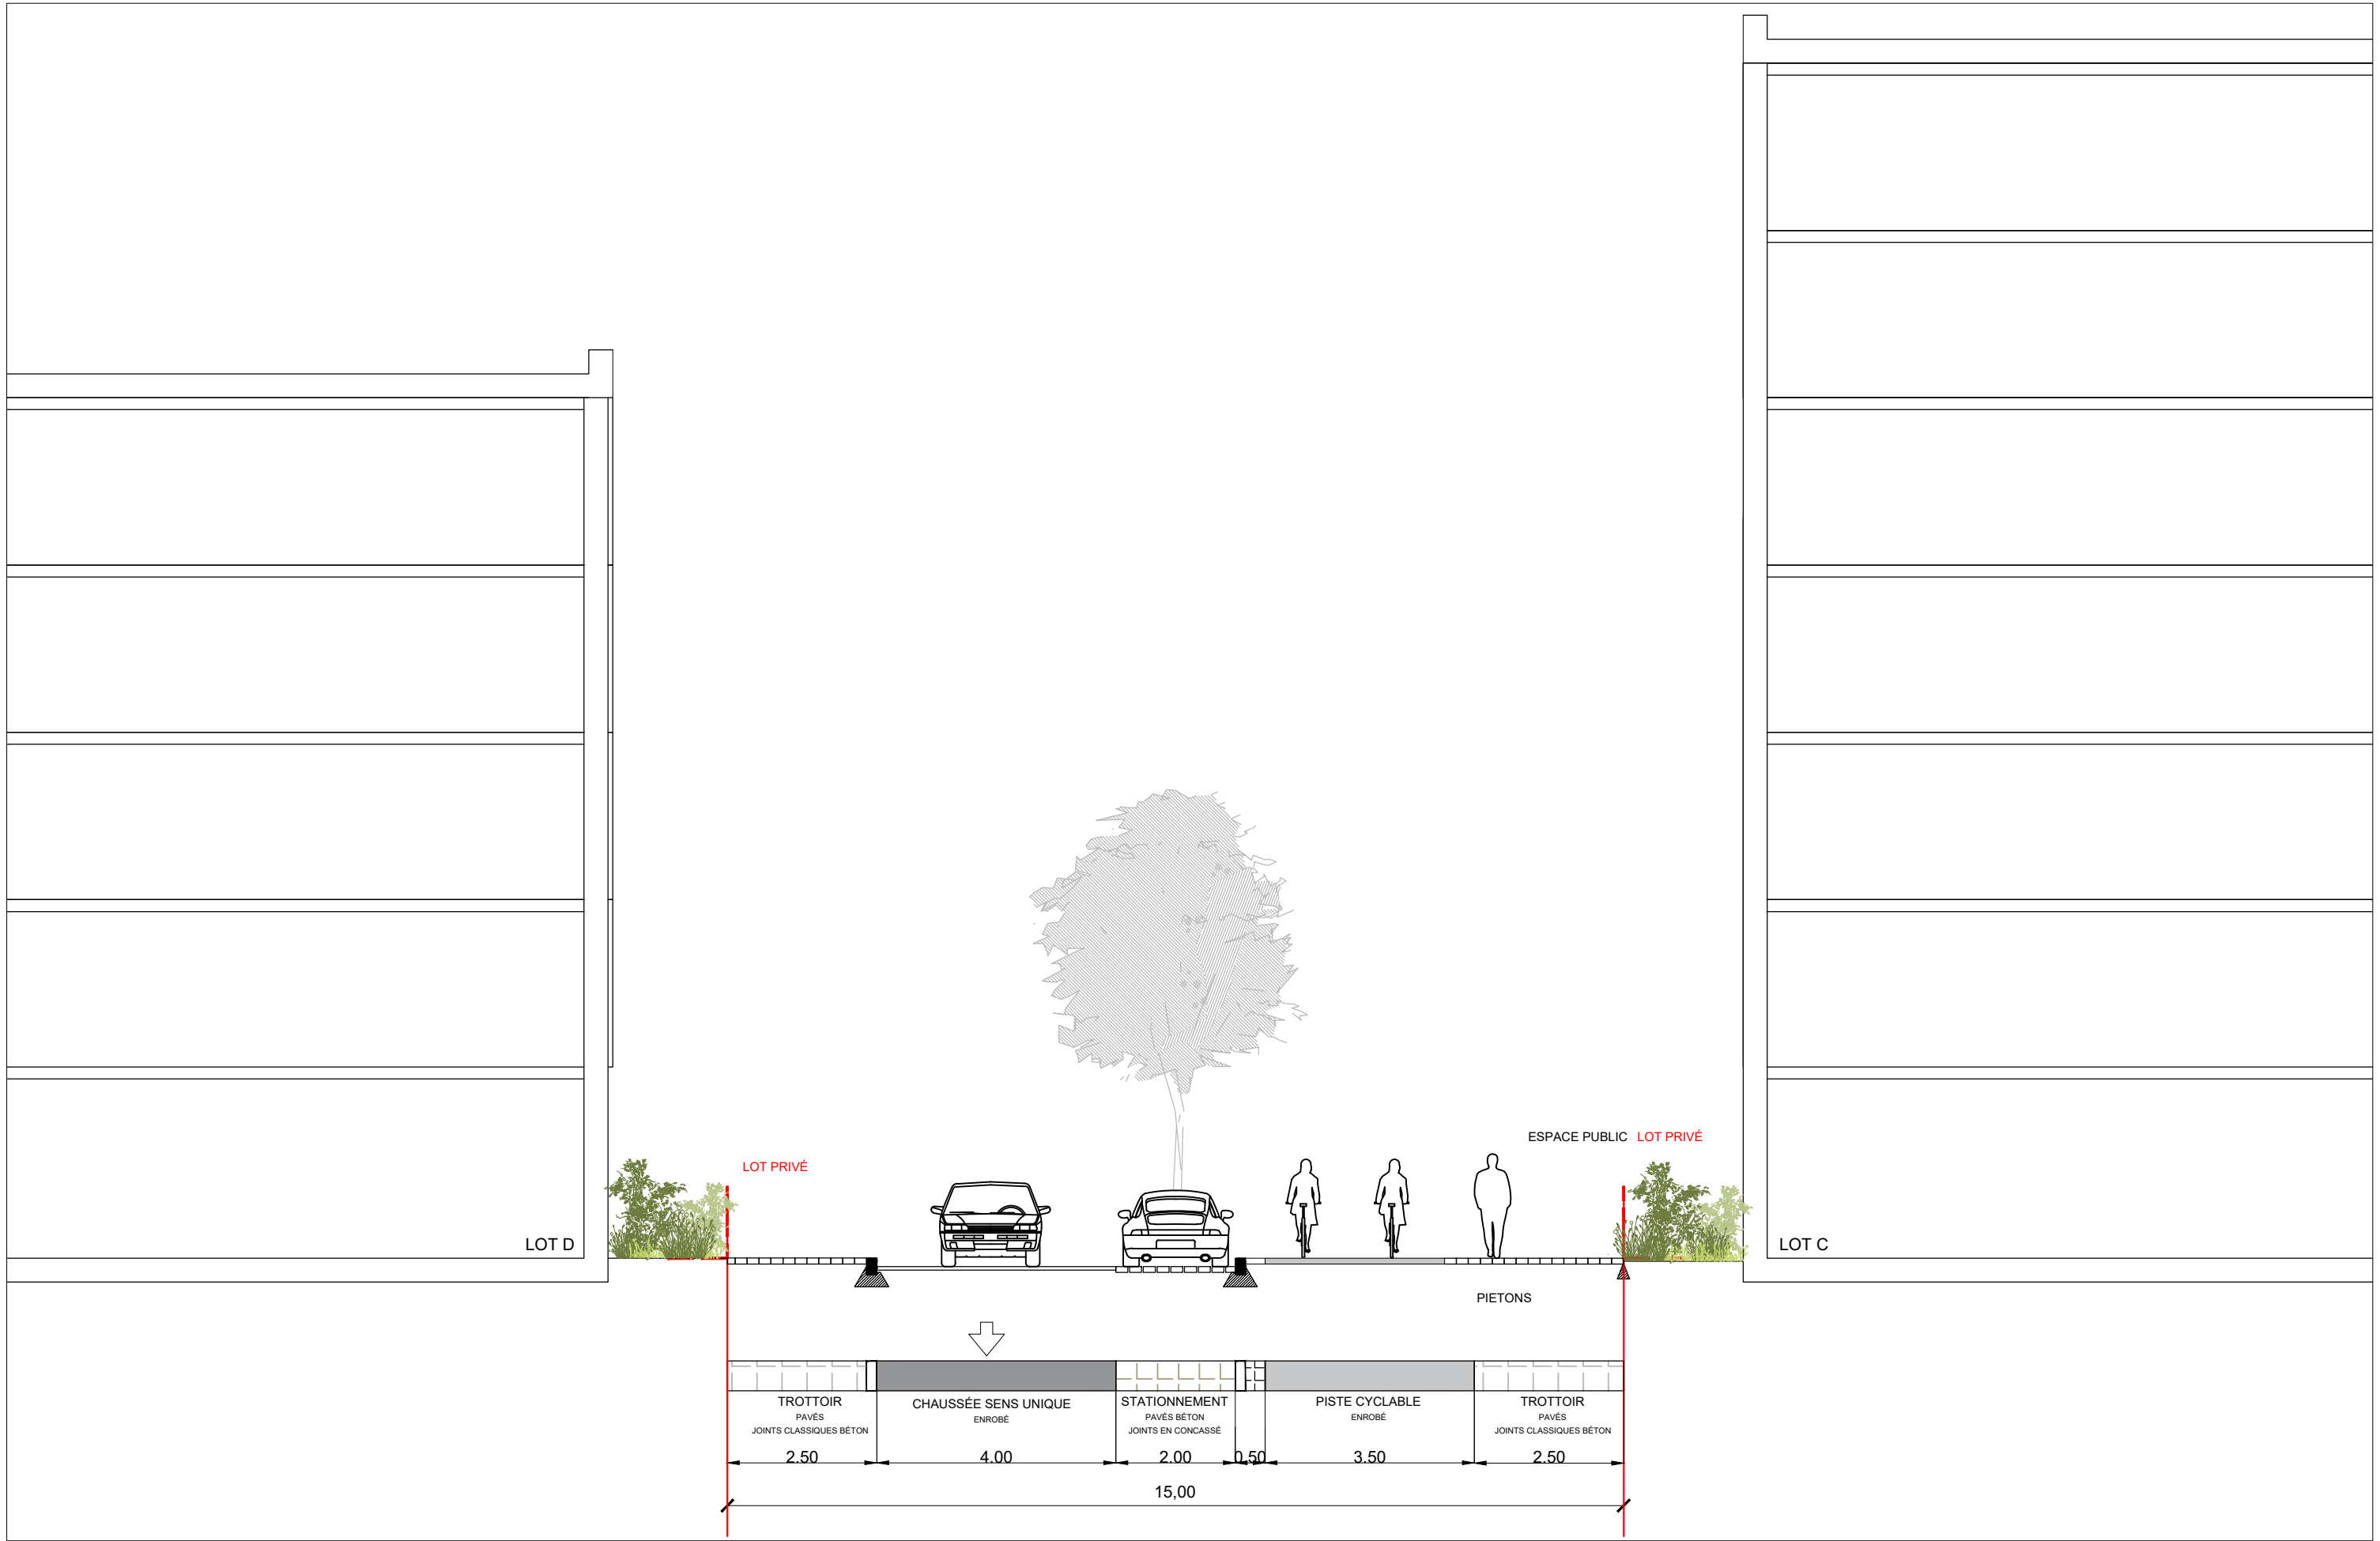 ESPACE PUBLIC LOT PRIVÉ
LOT PRIVÉ
LOT D
LOT C
PIETONS
TROTTOIR
PAVÉS
JOINTS CLASSIQUES BÉTON
2.50
CHAUSSÉE SENS UNIQUE
ENROBÉ
4.00
STATIONNEMENT
PAVÉS BÉTON
JOINTS EN CONCASSÉ
2.00
0.50
PISTE CYCLABLE
ENROBÉ
3.50
TROTTOIR
PAVÉS
JOINTS CLASSIQUES BÉTON
2.50
15,00